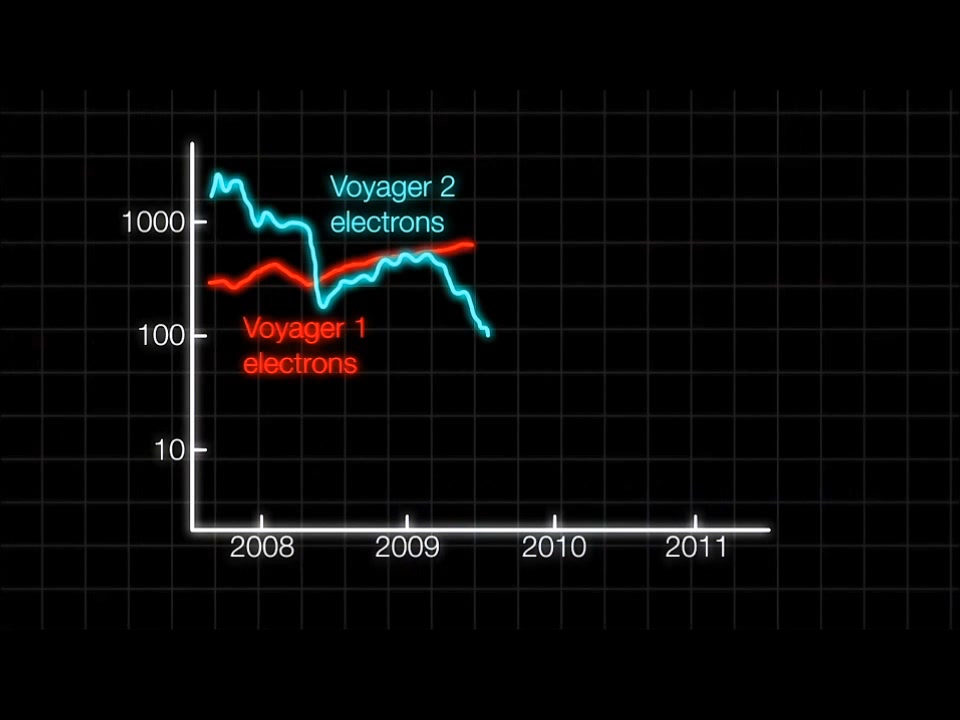 Voyager 2
electrons
1000
Voyager 1
electrons
100
10
2008 2009 2010 2011